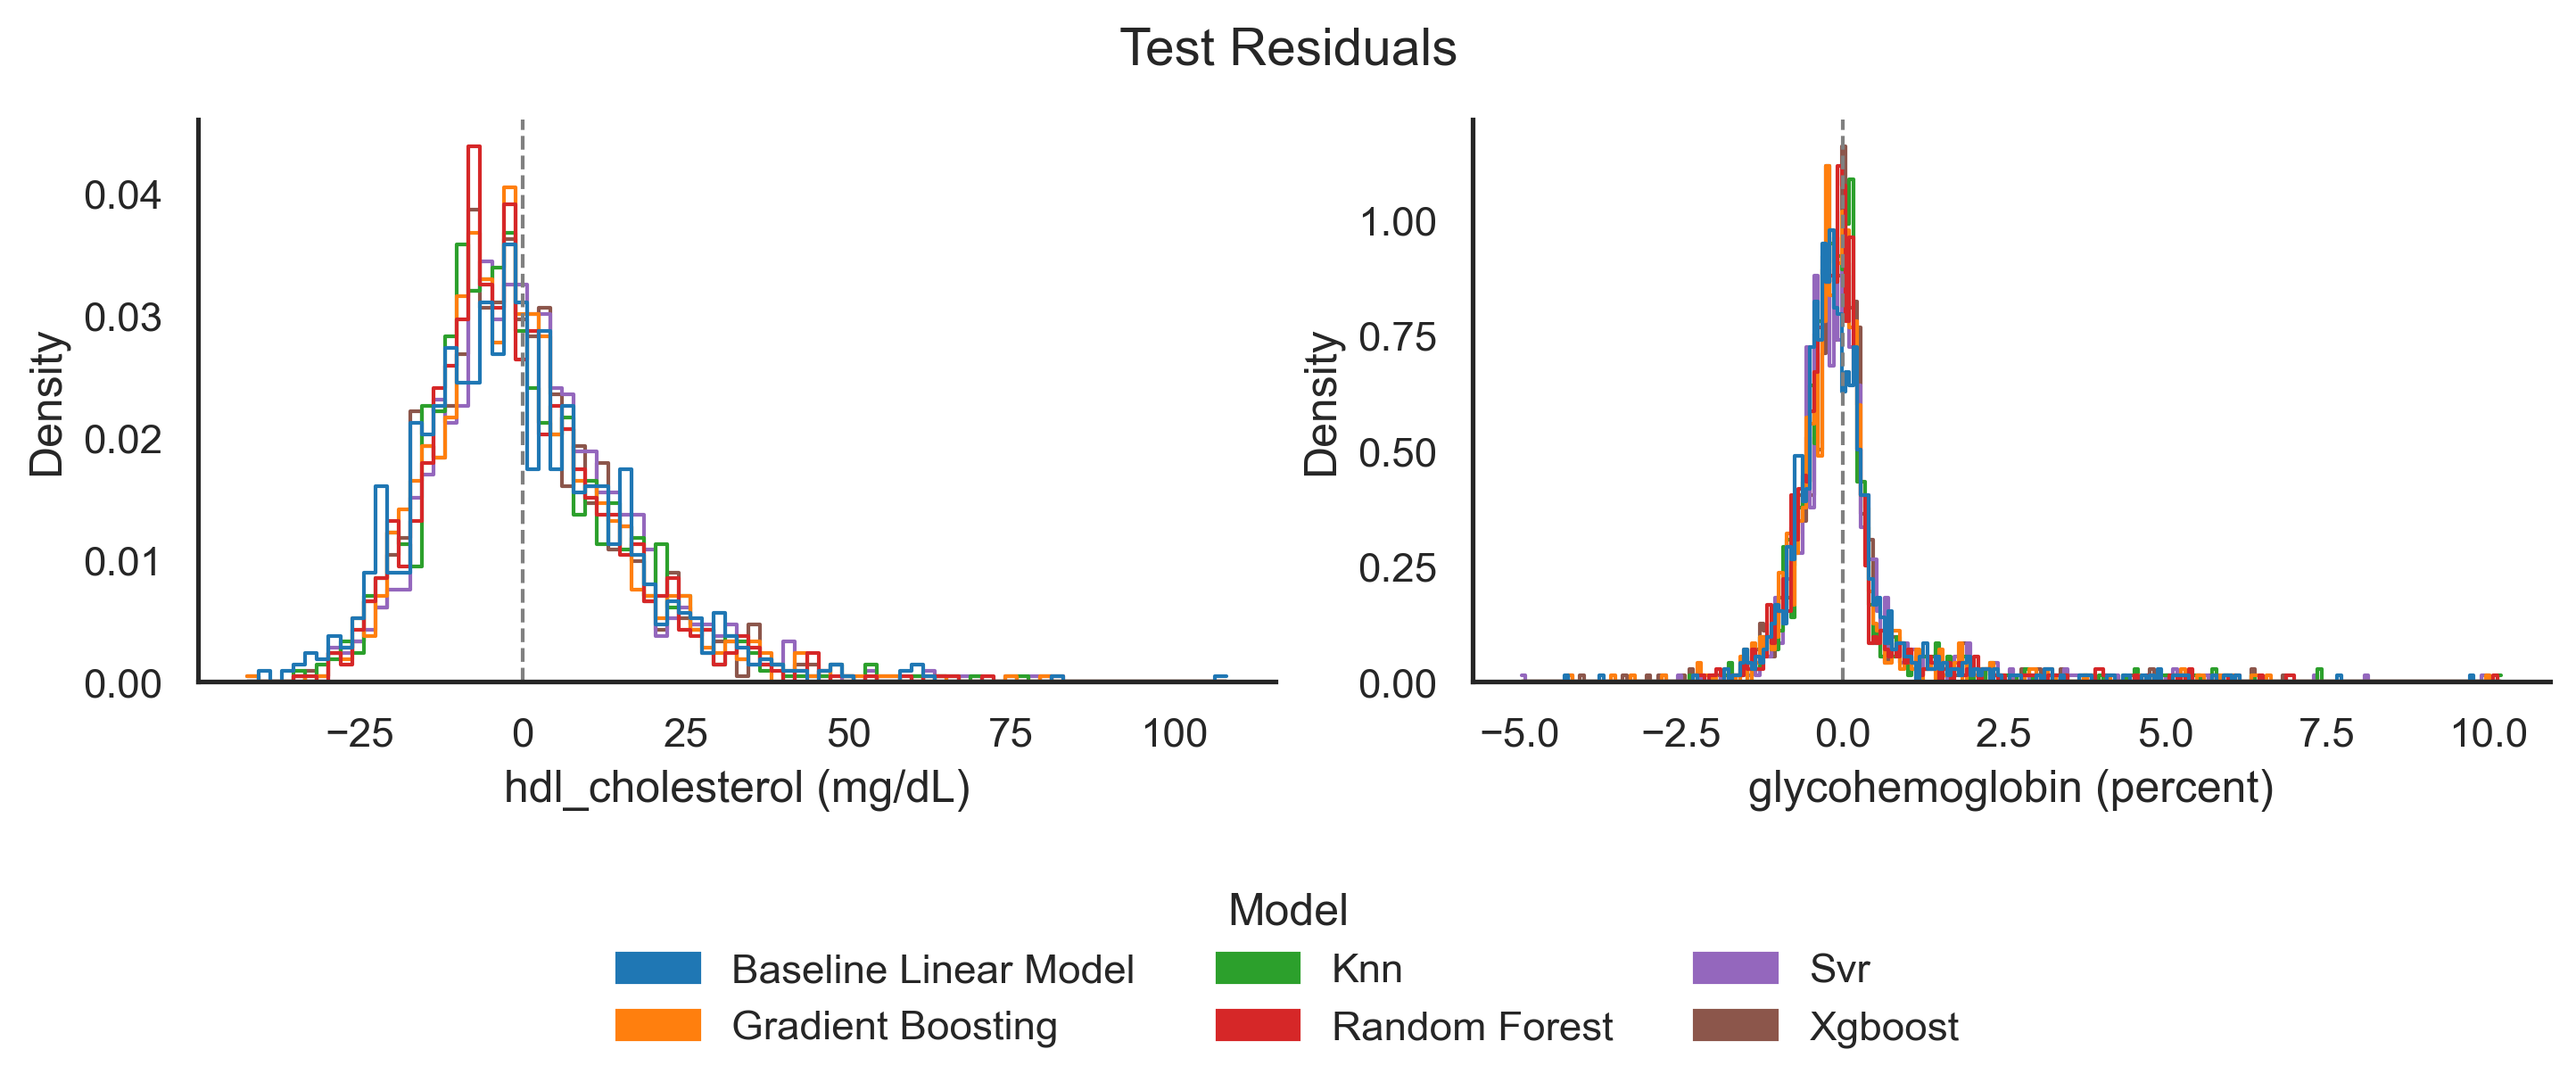 Test Residuals
Density
0.04
0.03
0.02
0.01
0.00
−25 0 25 50 75 100
hdl_cholesterol (mg/dL)
Density
1.00
0.75
0.50
0.25
0.00
−5.0 −2.5 0.0 2.5 5.0 7.5 10.0
glycohemoglobin (percent)
Model
Baseline Linear Model
Gradient Boosting
Knn
Random Forest
Svr
Xgboost